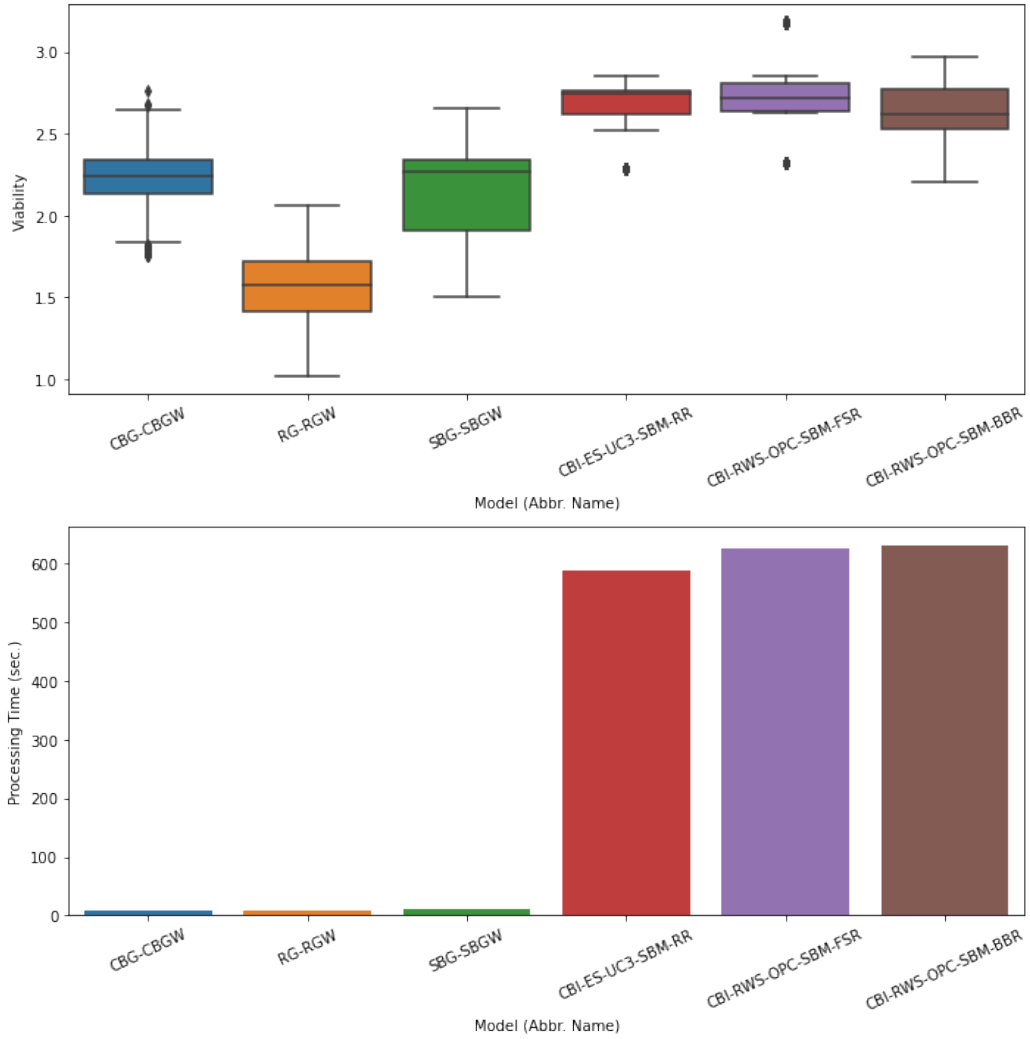 3.0
2.5
2.0
1.5
1.0
Viability
CBG-CBGW
RG-RGW
SBG-SBGW
CBI-ES-UC3-SBM-RR
CBI-RWS-OPC-SBM-FSR
CBI-RWS-OPC-SBM-BBR
Model (Abbr. Name)
600
500
400
300
200
100
0
Processing Time (sec.)
CBG-CBGW
RG-RGW
SBG-SBGW
CBI-ES-UC3-SBM-RR
CBI-RWS-OPC-SBM-FSR
CBI-RWS-OPC-SBM-BBR
Model (Abbr. Name)